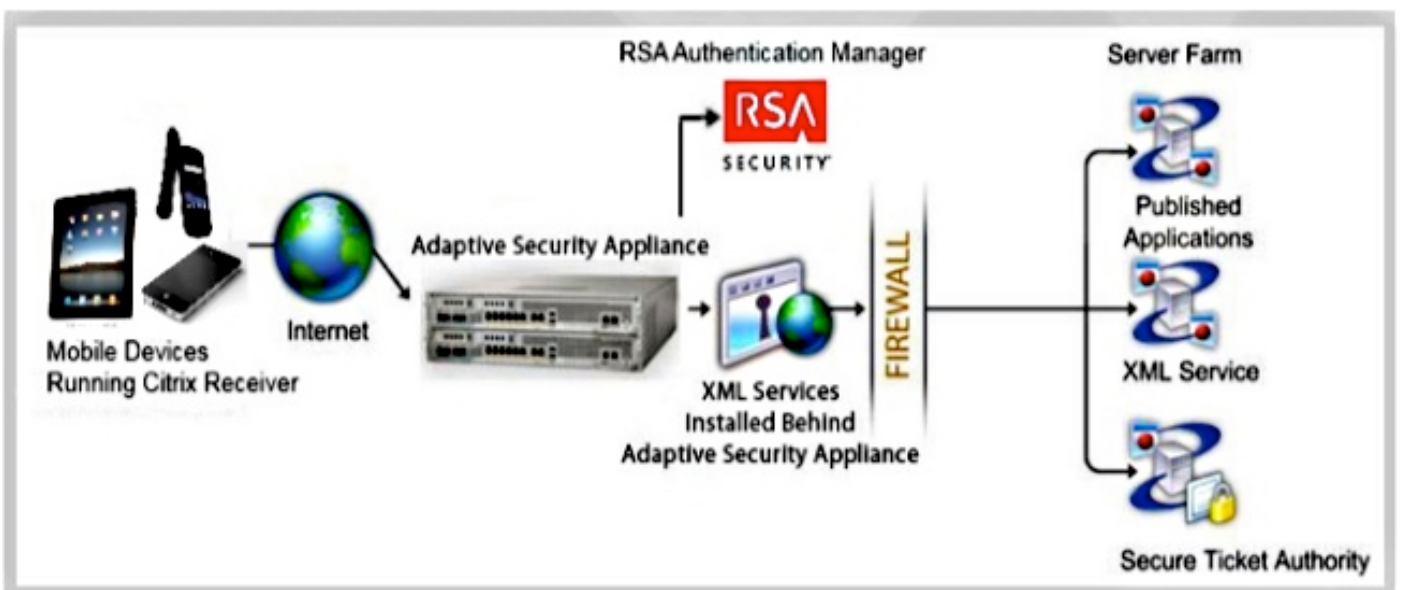 RSA Authentication Manager
RSA
SECURITY
Server Farm
Published
Applications
Adaptive Security Appliance
FIREWALL
Internet
Mobile Devices
Running Citrix Receiver
XML Services
Installed Behind
Adaptive Security Appliance
XML Service
Secure Ticket Authority